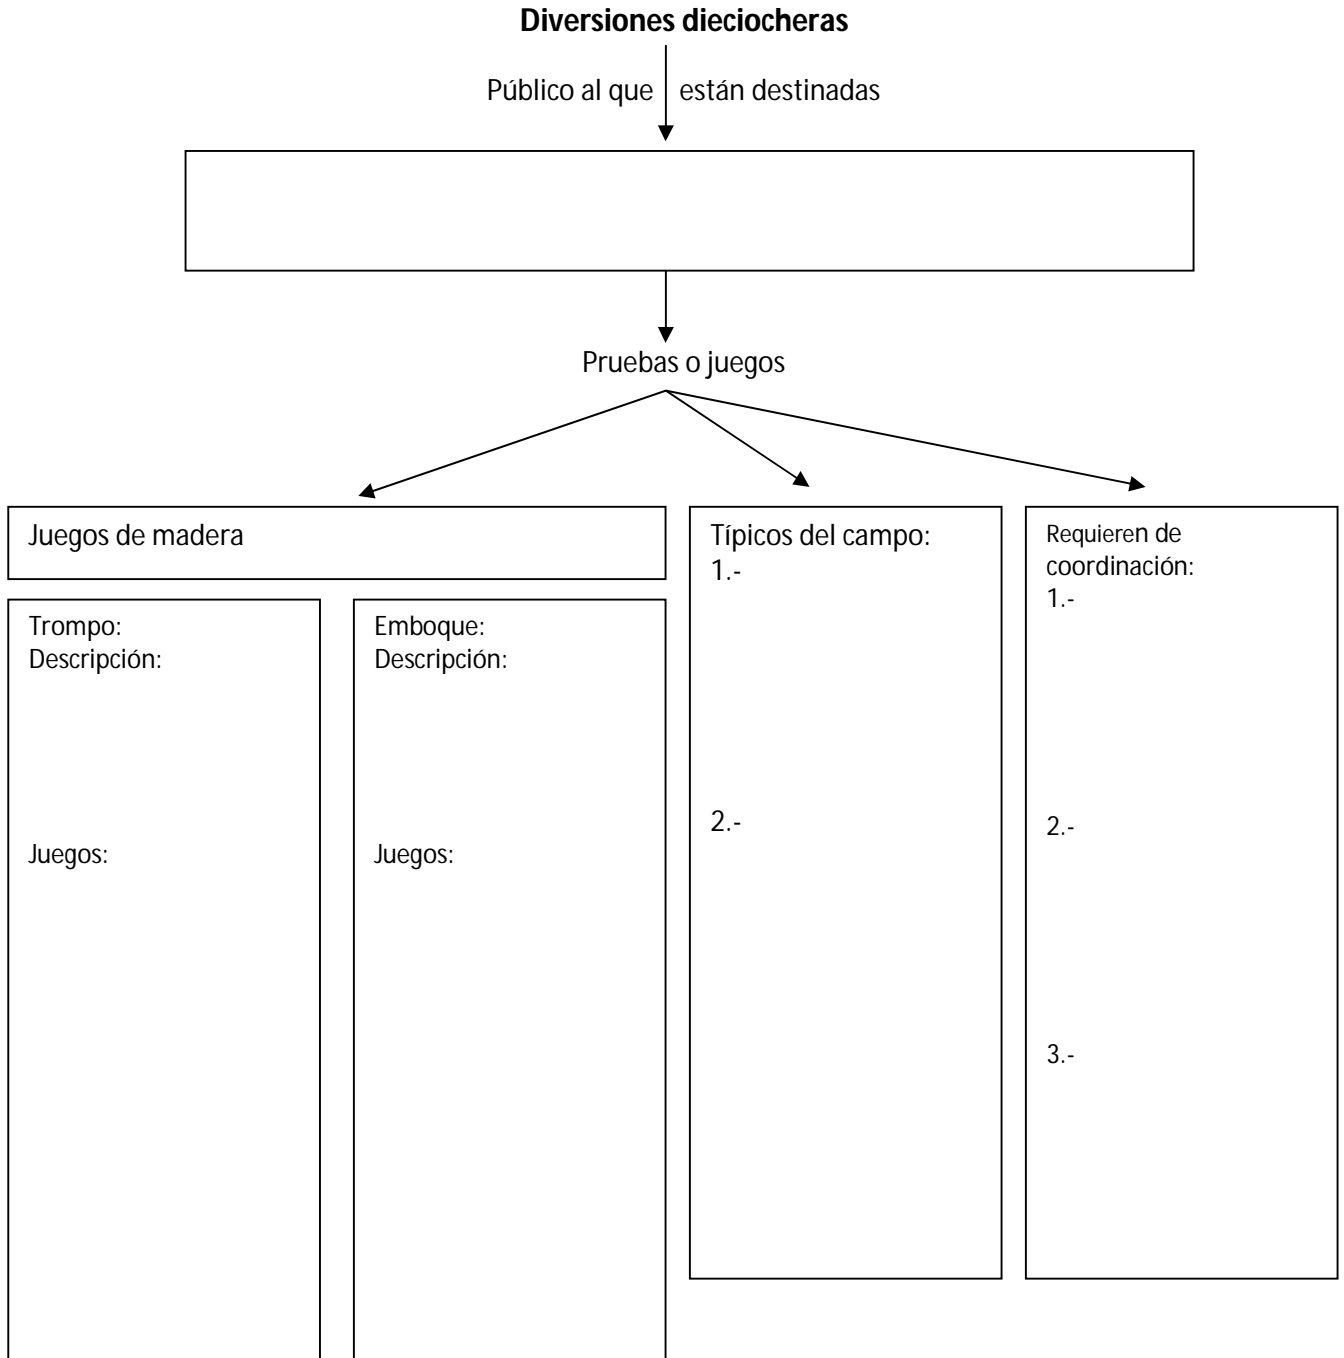 Diversiones dieciocheras
Público al que están destinadas
Pruebas o juegos
Juegos de madera
Trompo:
Descripción:
Juegos:
Emboque:
Descripción:
Juegos:
Típicos del campo:
1.-
2.-
Requieren de
coordinación:
1.-
2.-
3.-